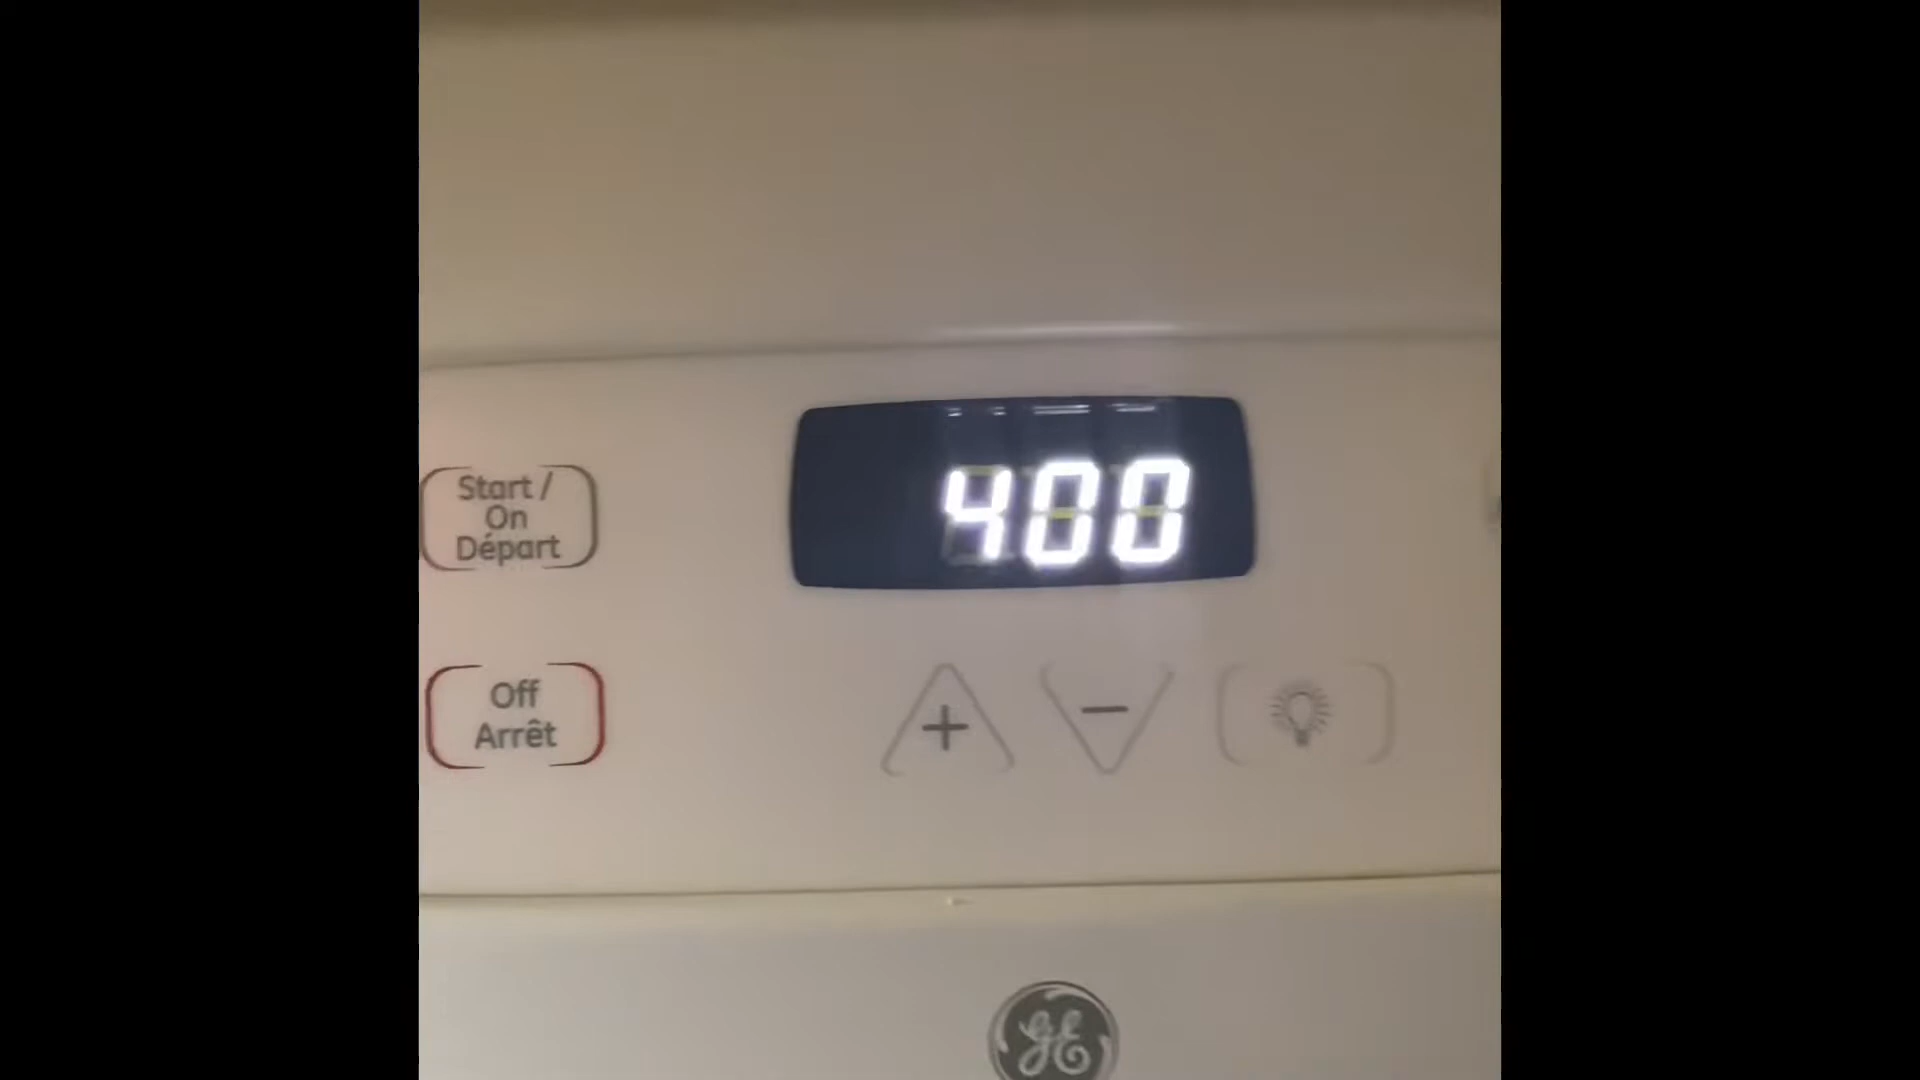 400
Start /
On
Départ
Off
Arrêt
+
−
GE